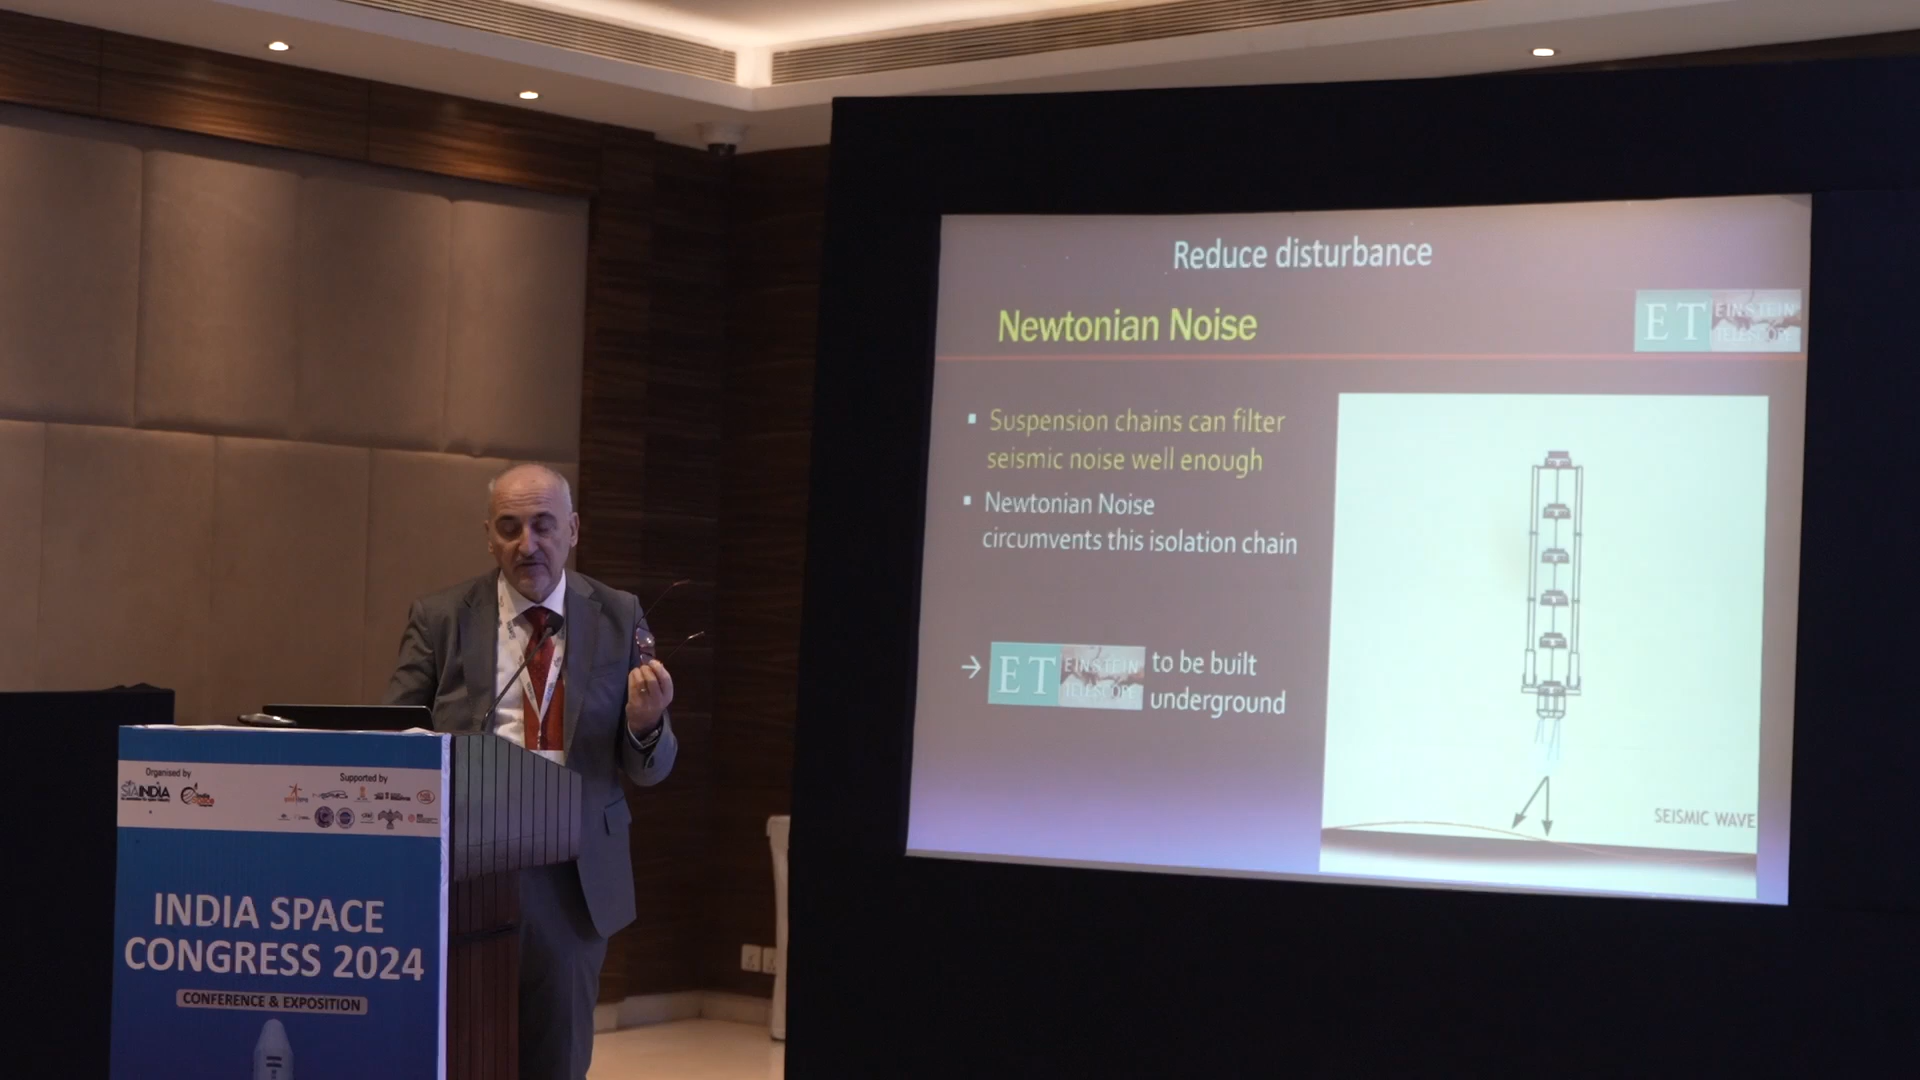 Reduce disturbance
Newtonian Noise
ET EINSTEIN
TELESCOPE
▪ Suspension chains can filter
seismic noise well enough
▪ Newtonian Noise
circumvents this isolation chain
→ ET EINSTEIN
TELESCOPE
to be built
underground
SEISMIC WAVE
Organised by
SIAINDIA
Supported by
INDIA SPACE
CONGRESS 2024
CONFERENCE & EXPOSITION